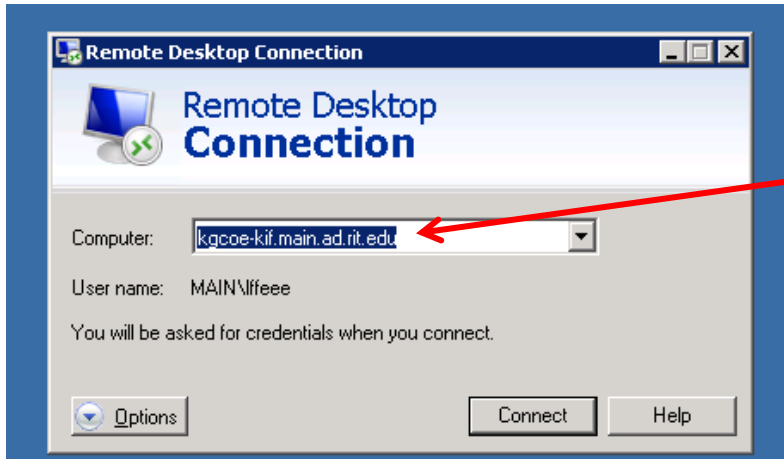 Remote Desktop Connection
Remote Desktop
Connection
Computer: kgcoe-kif.main.ad.rit.edu
User name: MAIN\lffeee
You will be asked for credentials when you connect.
Options Connect Help